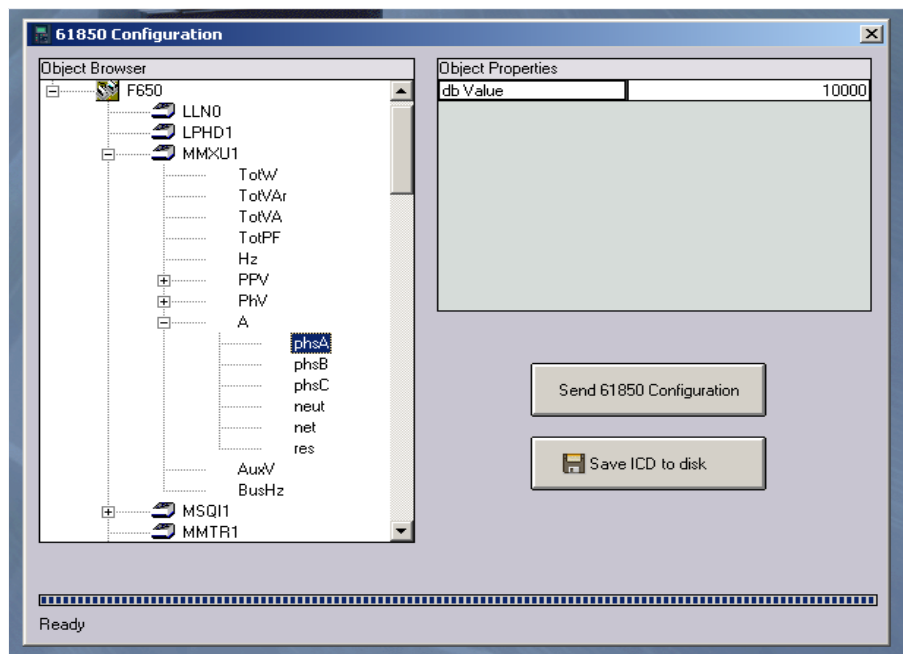 61850 Configuration
Object Browser
F650
LLN0
LPHD1
MMXU1
TotW
TotVAr
TotVA
TotPF
Hz
PPV
PhV
A
phsA
phsB
phsC
neut
net
res
AuxV
BusHz
MSQI1
MMTR1
Object Properties
db Value 10000
Send 61850 Configuration
Save ICD to disk
Ready